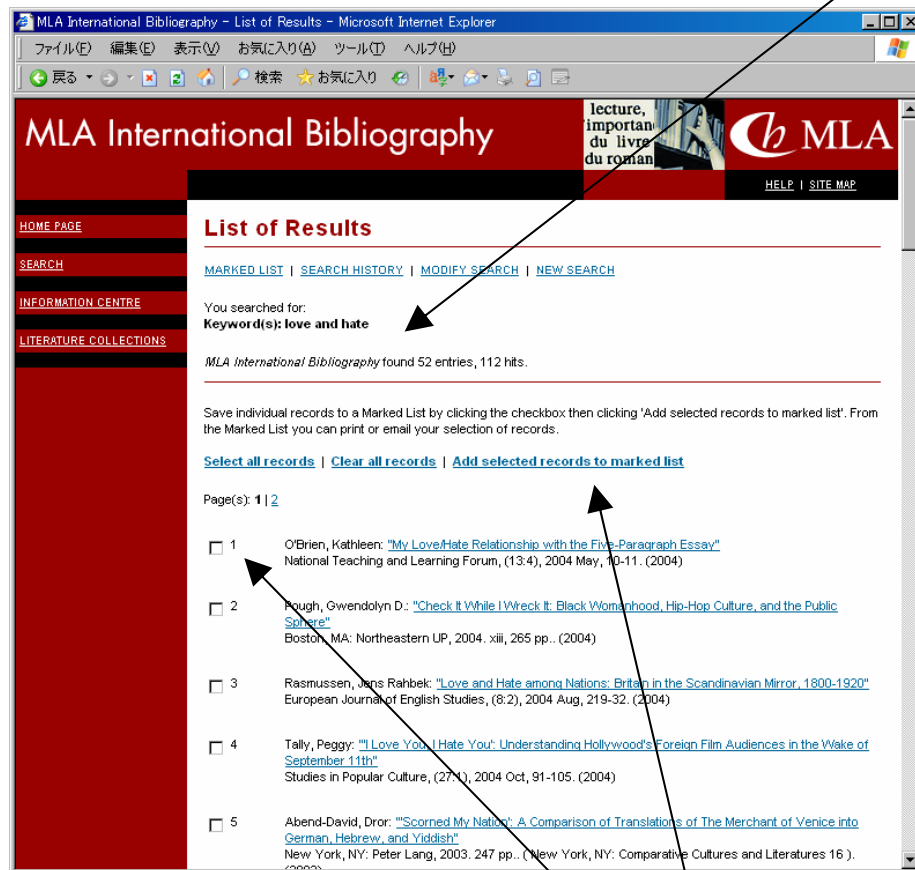 MLA International Bibliography - List of Results - Microsoft Internet Explorer
ファイル(F) 編集(E) 表示(V) お気に入り(A) ツール(T) ヘルプ(H)
戻る 検索 お気に入り
MLA International Bibliography
lecture,
importan
du livre
du roman
MLA
HELP | SITE MAP
HOME PAGE
SEARCH
INFORMATION CENTRE
LITERATURE COLLECTIONS
List of Results
MARKED LIST | SEARCH HISTORY | MODIFY SEARCH | NEW SEARCH
You searched for:
Keyword(s): love and hate
MLA International Bibliography found 52 entries, 112 hits.
Save individual records to a Marked List by clicking the checkbox then clicking 'Add selected records to marked list'. From
the Marked List you can print or email your selection of records.
Select all records | Clear all records | Add selected records to marked list
Page(s): 1 | 2
1 O'Brien, Kathleen: "My Love/Hate Relationship with the Five-Paragraph Essay"
National Teaching and Learning Forum, (13:4), 2004 May, 10-11. (2004)
2 Pough, Gwendolyn D.: "Check It While I Wreck It: Black Womanhood, Hip-Hop Culture, and the Public
Sphere"
Boston, MA: Northeastern UP, 2004. xiii, 265 pp.. (2004)
3 Rasmussen, Jens Rahbek: "Love and Hate among Nations: Britain in the Scandinavian Mirror, 1800-1920"
European Journal of English Studies, (8:2), 2004 Aug, 219-32. (2004)
4 Tally, Peggy: "'I Love You, I Hate You': Understanding Hollywood's Foreign Film Audiences in the Wake of
September 11th"
Studies in Popular Culture, (27:1), 2004 Oct, 91-105. (2004)
5 Abend-David, Dror: "'Scorned My Nation': A Comparison of Translations of The Merchant of Venice into
German, Hebrew, and Yiddish"
New York, NY: Peter Lang, 2003. 247 pp.. ( New York, NY: Comparative Cultures and Literatures 16 ).